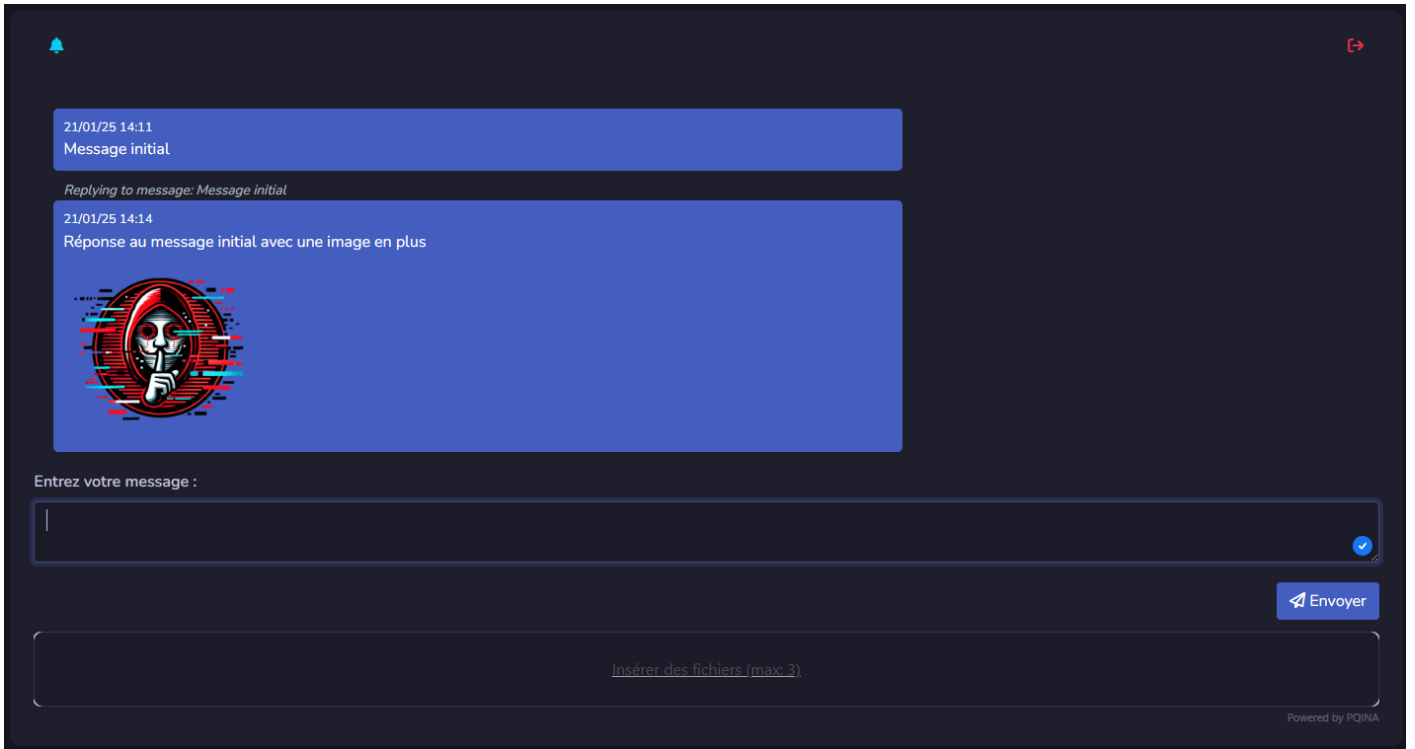 21/01/25 14:11
Message initial
Replying to message: Message initial
21/01/25 14:14
Réponse au message initial avec une image en plus
Entrez votre message :
Envoyer
Insérer des fichiers (max: 3)
Powered by PQINA